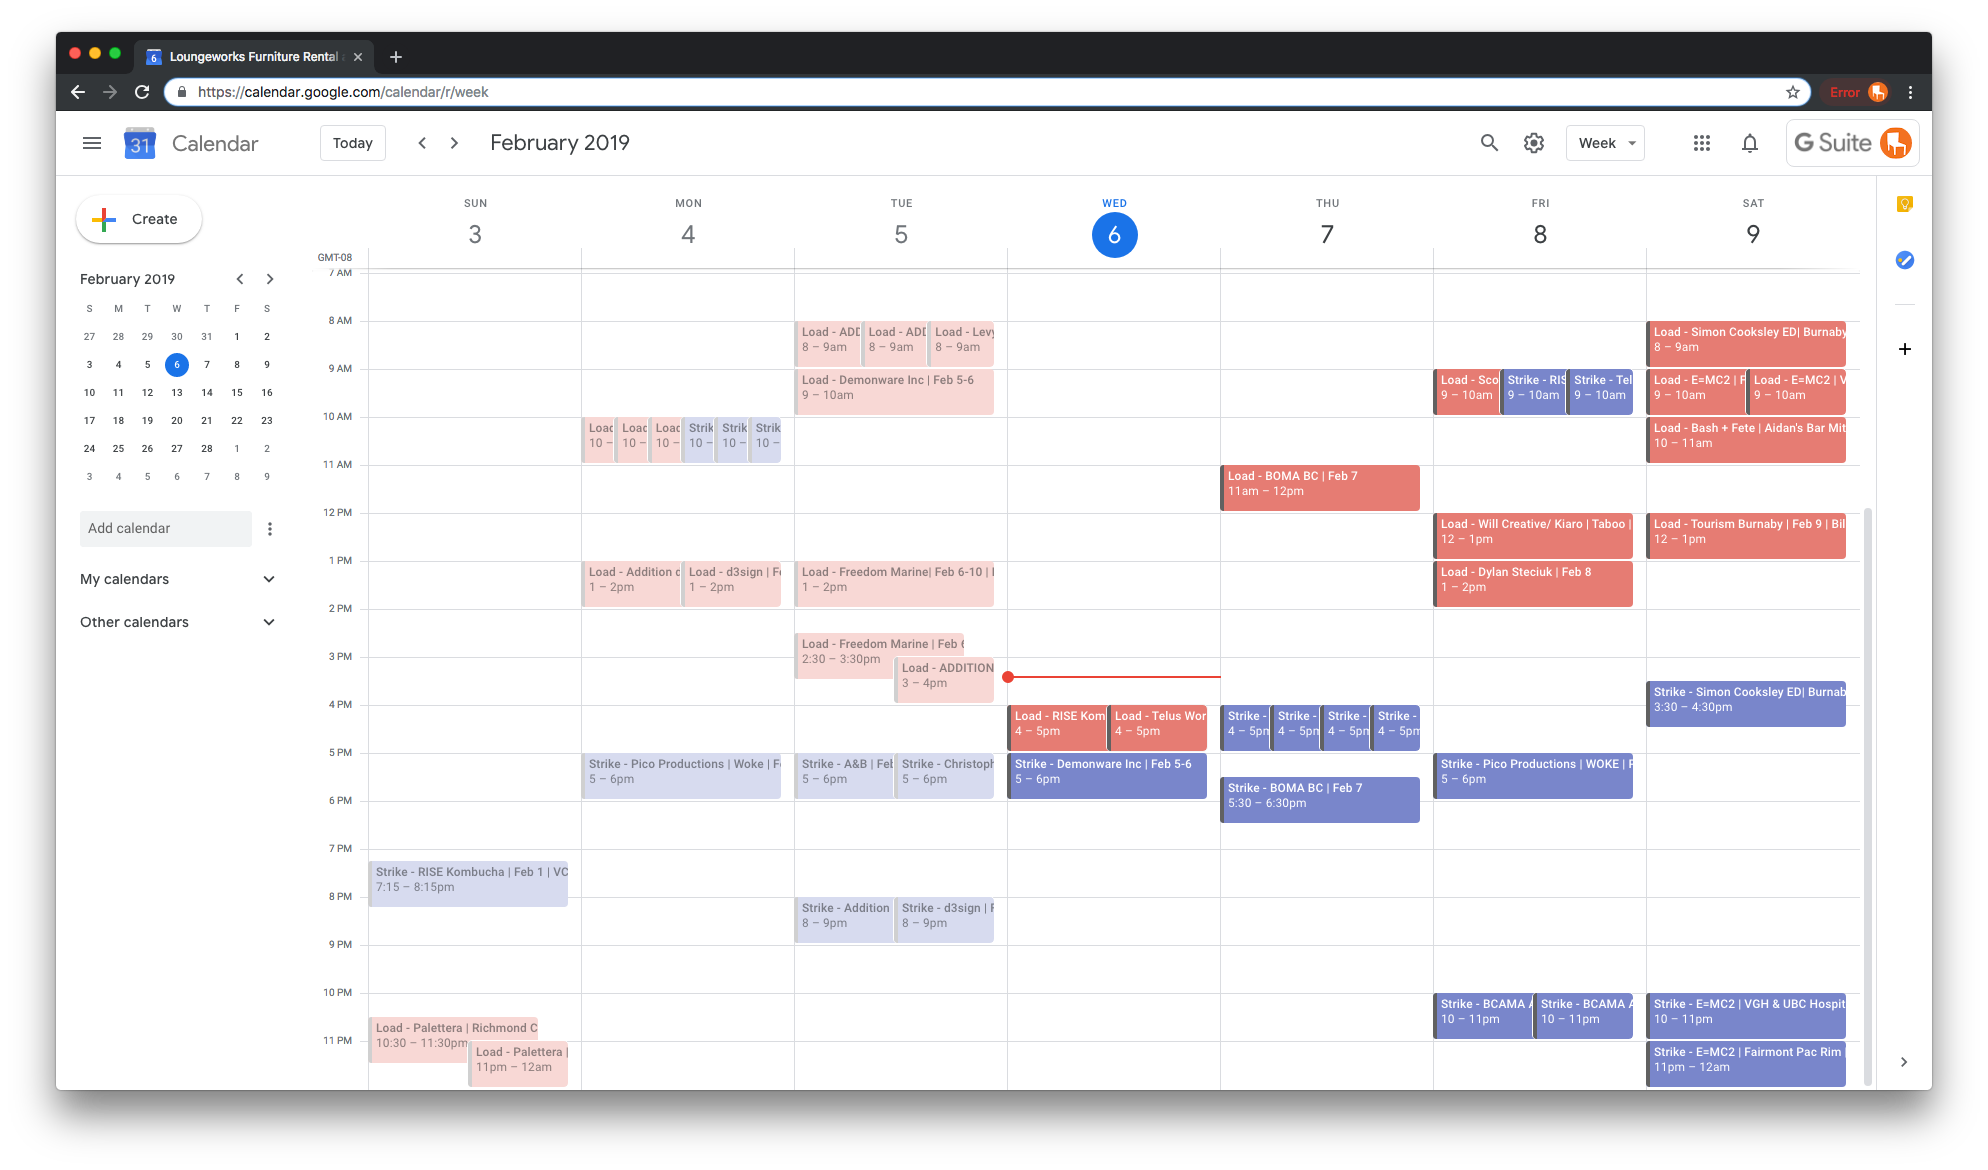 6
Loungeworks Furniture Rental
https://calendar.google.com/calendar/r/week
Error
31
Calendar
Today
February 2019
Week
G Suite
Create
February 2019
S M T W T F S
27 28 29 30 31 1 2
3 4 5 6 7 8 9
10 11 12 13 14 15 16
17 18 19 20 21 22 23
24 25 26 27 28 1 2
3 4 5 6 7 8 9
Add calendar
My calendars
Other calendars
SUN MON TUE WED THU FRI SAT
3 4 5 6 7 8 9
GMT-08
7 AM
8 AM
9 AM
10 AM
11 AM
12 PM
1 PM
2 PM
3 PM
4 PM
5 PM
6 PM
7 PM
8 PM
9 PM
10 PM
11 PM
Strike - RISE Kombucha | Feb 1 | VC
7:15 – 8:15pm
Load - Palettera | Richmond C
10:30 – 11:30pm
Load - Palettera |
11pm – 12am
Load
10 –
Load
10 –
Load
10 –
Strik
10 –
Strik
10 –
Strik
10 –
Load - Addition
1 – 2pm
Load - d3sign | Fe
1 – 2pm
Strike - Pico Productions | Woke | F
5 – 6pm
Load - ADD
8 – 9am
Load - ADD
8 – 9am
Load - Levy
8 – 9am
Load - Demonware Inc | Feb 5-6
9 – 10am
Load - Freedom Marine| Feb 6-10 |
1 – 2pm
Load - Freedom Marine | Feb 6
2:30 – 3:30pm
Load - ADDITION
3 – 4pm
Strike - A&B | Feb
5 – 6pm
Strike - Christoph
5 – 6pm
Strike - Addition
8 – 9pm
Strike - d3sign | F
8 – 9pm
Load - RISE Kom
4 – 5pm
Load - Telus Wor
4 – 5pm
Strike - Demonware Inc | Feb 5-6
5 – 6pm
Load - BOMA BC | Feb 7
11am – 12pm
Strike -
4 – 5pm
Strike -
4 – 5pm
Strike -
4 – 5pm
Strike -
4 – 5pm
Strike - BOMA BC | Feb 7
5:30 – 6:30pm
Load - Sco
9 – 10am
Strike - RIS
9 – 10am
Strike - Tel
9 – 10am
Load - Will Creative/ Kiaro | Taboo |
12 – 1pm
Load - Dylan Steciuk | Feb 8
1 – 2pm
Strike - Pico Productions | WOKE | F
5 – 6pm
Strike - BCAMA A
10 – 11pm
Strike - BCAMA A
10 – 11pm
Load - Simon Cooksley ED| Burnaby
8 – 9am
Load - E=MC2 | F
9 – 10am
Load - E=MC2 | V
9 – 10am
Load - Bash + Fete | Aidan's Bar Mit
10 – 11am
Load - Tourism Burnaby | Feb 9 | Bil
12 – 1pm
Strike - Simon Cooksley ED| Burnab
3:30 – 4:30pm
Strike - E=MC2 | VGH & UBC Hospit
10 – 11pm
Strike - E=MC2 | Fairmont Pac Rim |
11pm – 12am